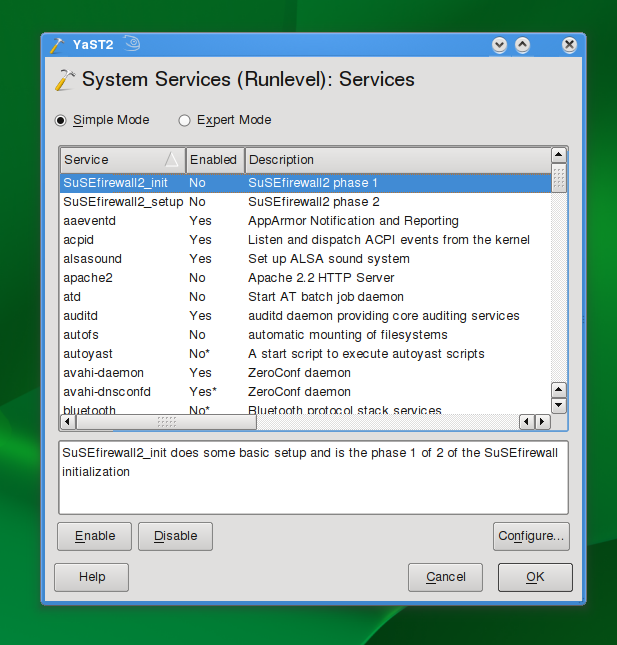 YaST2
System Services (Runlevel): Services
Simple Mode Expert Mode
Service Enabled Description
SuSEfirewall2_init No SuSEfirewall2 phase 1
SuSEfirewall2_setup No SuSEfirewall2 phase 2
aaeventd Yes AppArmor Notification and Reporting
acpid Yes Listen and dispatch ACPI events from the kernel
alsasound Yes Set up ALSA sound system
apache2 No Apache 2.2 HTTP Server
atd No Start AT batch job daemon
auditd Yes auditd daemon providing core auditing services
autofs No automatic mounting of filesystems
autoyast No* A start script to execute autoyast scripts
avahi-daemon Yes ZeroConf daemon
avahi-dnsconfd Yes* ZeroConf daemon
bluetooth No* Bluetooth protocol stack services
SuSEfirewall2_init does some basic setup and is the phase 1 of 2 of the SuSEfirewall
initialization
Enable Disable Configure...
Help Cancel OK